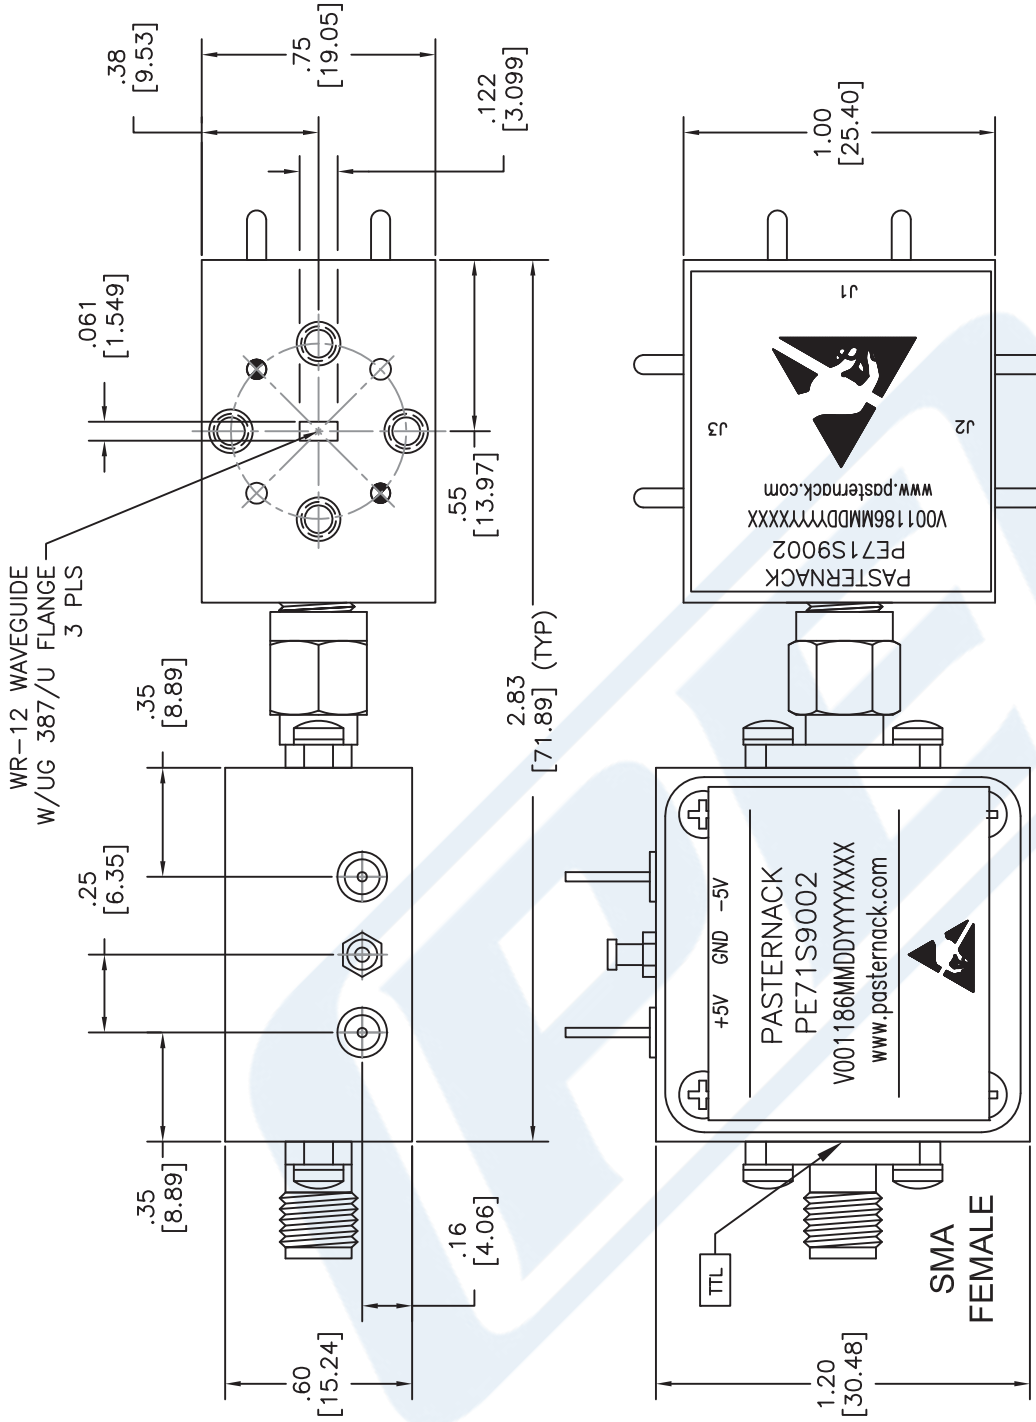 .38
[9.53]
.75
[19.05]
.122
[3.099]
.061
[1.549]
WR-12 WAVEGUIDE
W/UG 387/U FLANGE
3 PLS
.55
[13.97]
2.83
[71.89] (TYP)
.35
[8.89]
.25
[6.35]
.35
[8.89]
.16
[4.06]
.60
[15.24]
1.00
[25.40]
J1
J3
J2
www.pasternack.com
V001186MMDDYYYYXXXX
PE71S9002
PASTERNACK
+5V GND -5V
PASTERNACK
PE71S9002
V001186MMDDYYYYXXXX
www.pasternack.com
TTL
SMA
FEMALE
1.20
[30.48]
PE